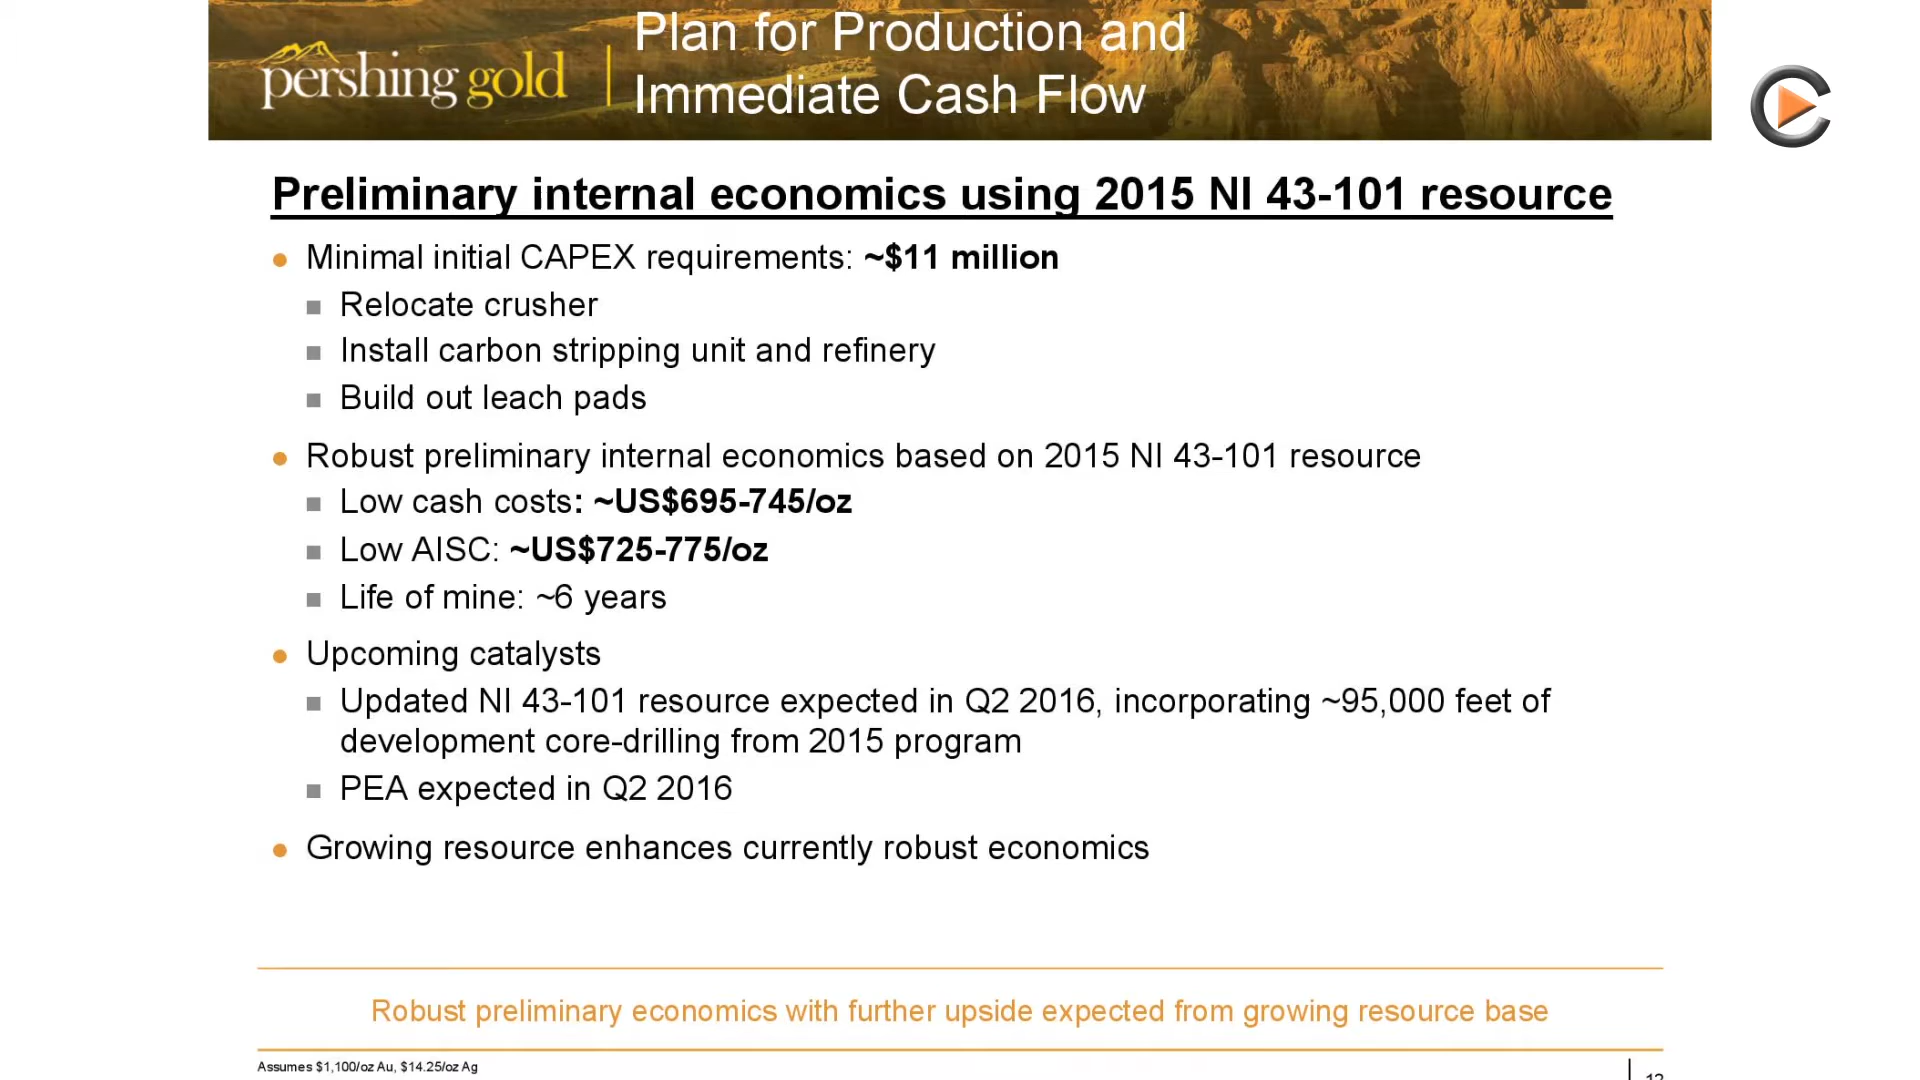 Plan for Production and
pershing gold
Immediate Cash Flow
Preliminary internal economics using 2015 NI 43-101 resource
Minimal initial CAPEX requirements: ~$11 million
Relocate crusher
Install carbon stripping unit and refinery
Build out leach pads
Robust preliminary internal economics based on 2015 NI 43-101 resource
Low cash costs: ~US$695-745/oz
Low AISC: ~US$725-775/oz
Life of mine: ~6 years
Upcoming catalysts
Updated NI 43-101 resource expected in Q2 2016, incorporating ~95,000 feet of
development core-drilling from 2015 program
PEA expected in Q2 2016
Growing resource enhances currently robust economics
Robust preliminary economics with further upside expected from growing resource base
Assumes $1,100/oz Au, $14.25/oz Ag